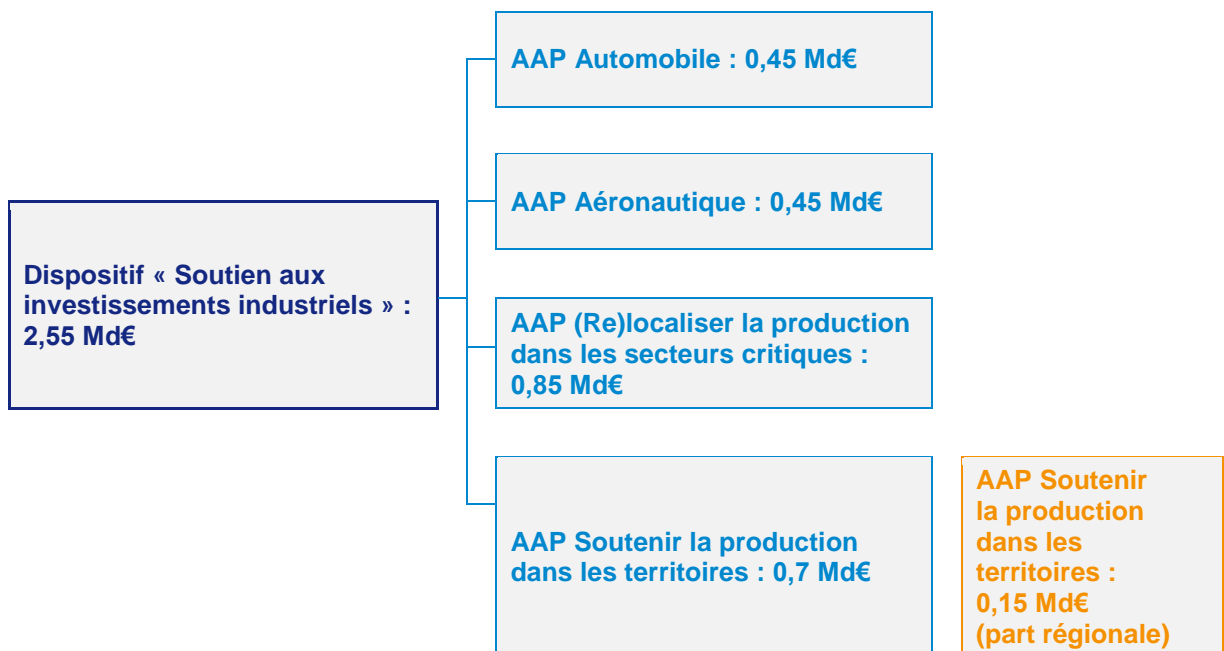 AAP Automobile : 0,45 Md€
AAP Aéronautique : 0,45 Md€
Dispositif « Soutien aux
investissements industriels » :
2,55 Md€
AAP (Re)localiser la production
dans les secteurs critiques :
0,85 Md€
AAP Soutenir la production
dans les territoires : 0,7 Md€
AAP Soutenir
la production
dans les
territoires :
0,15 Md€
(part régionale)